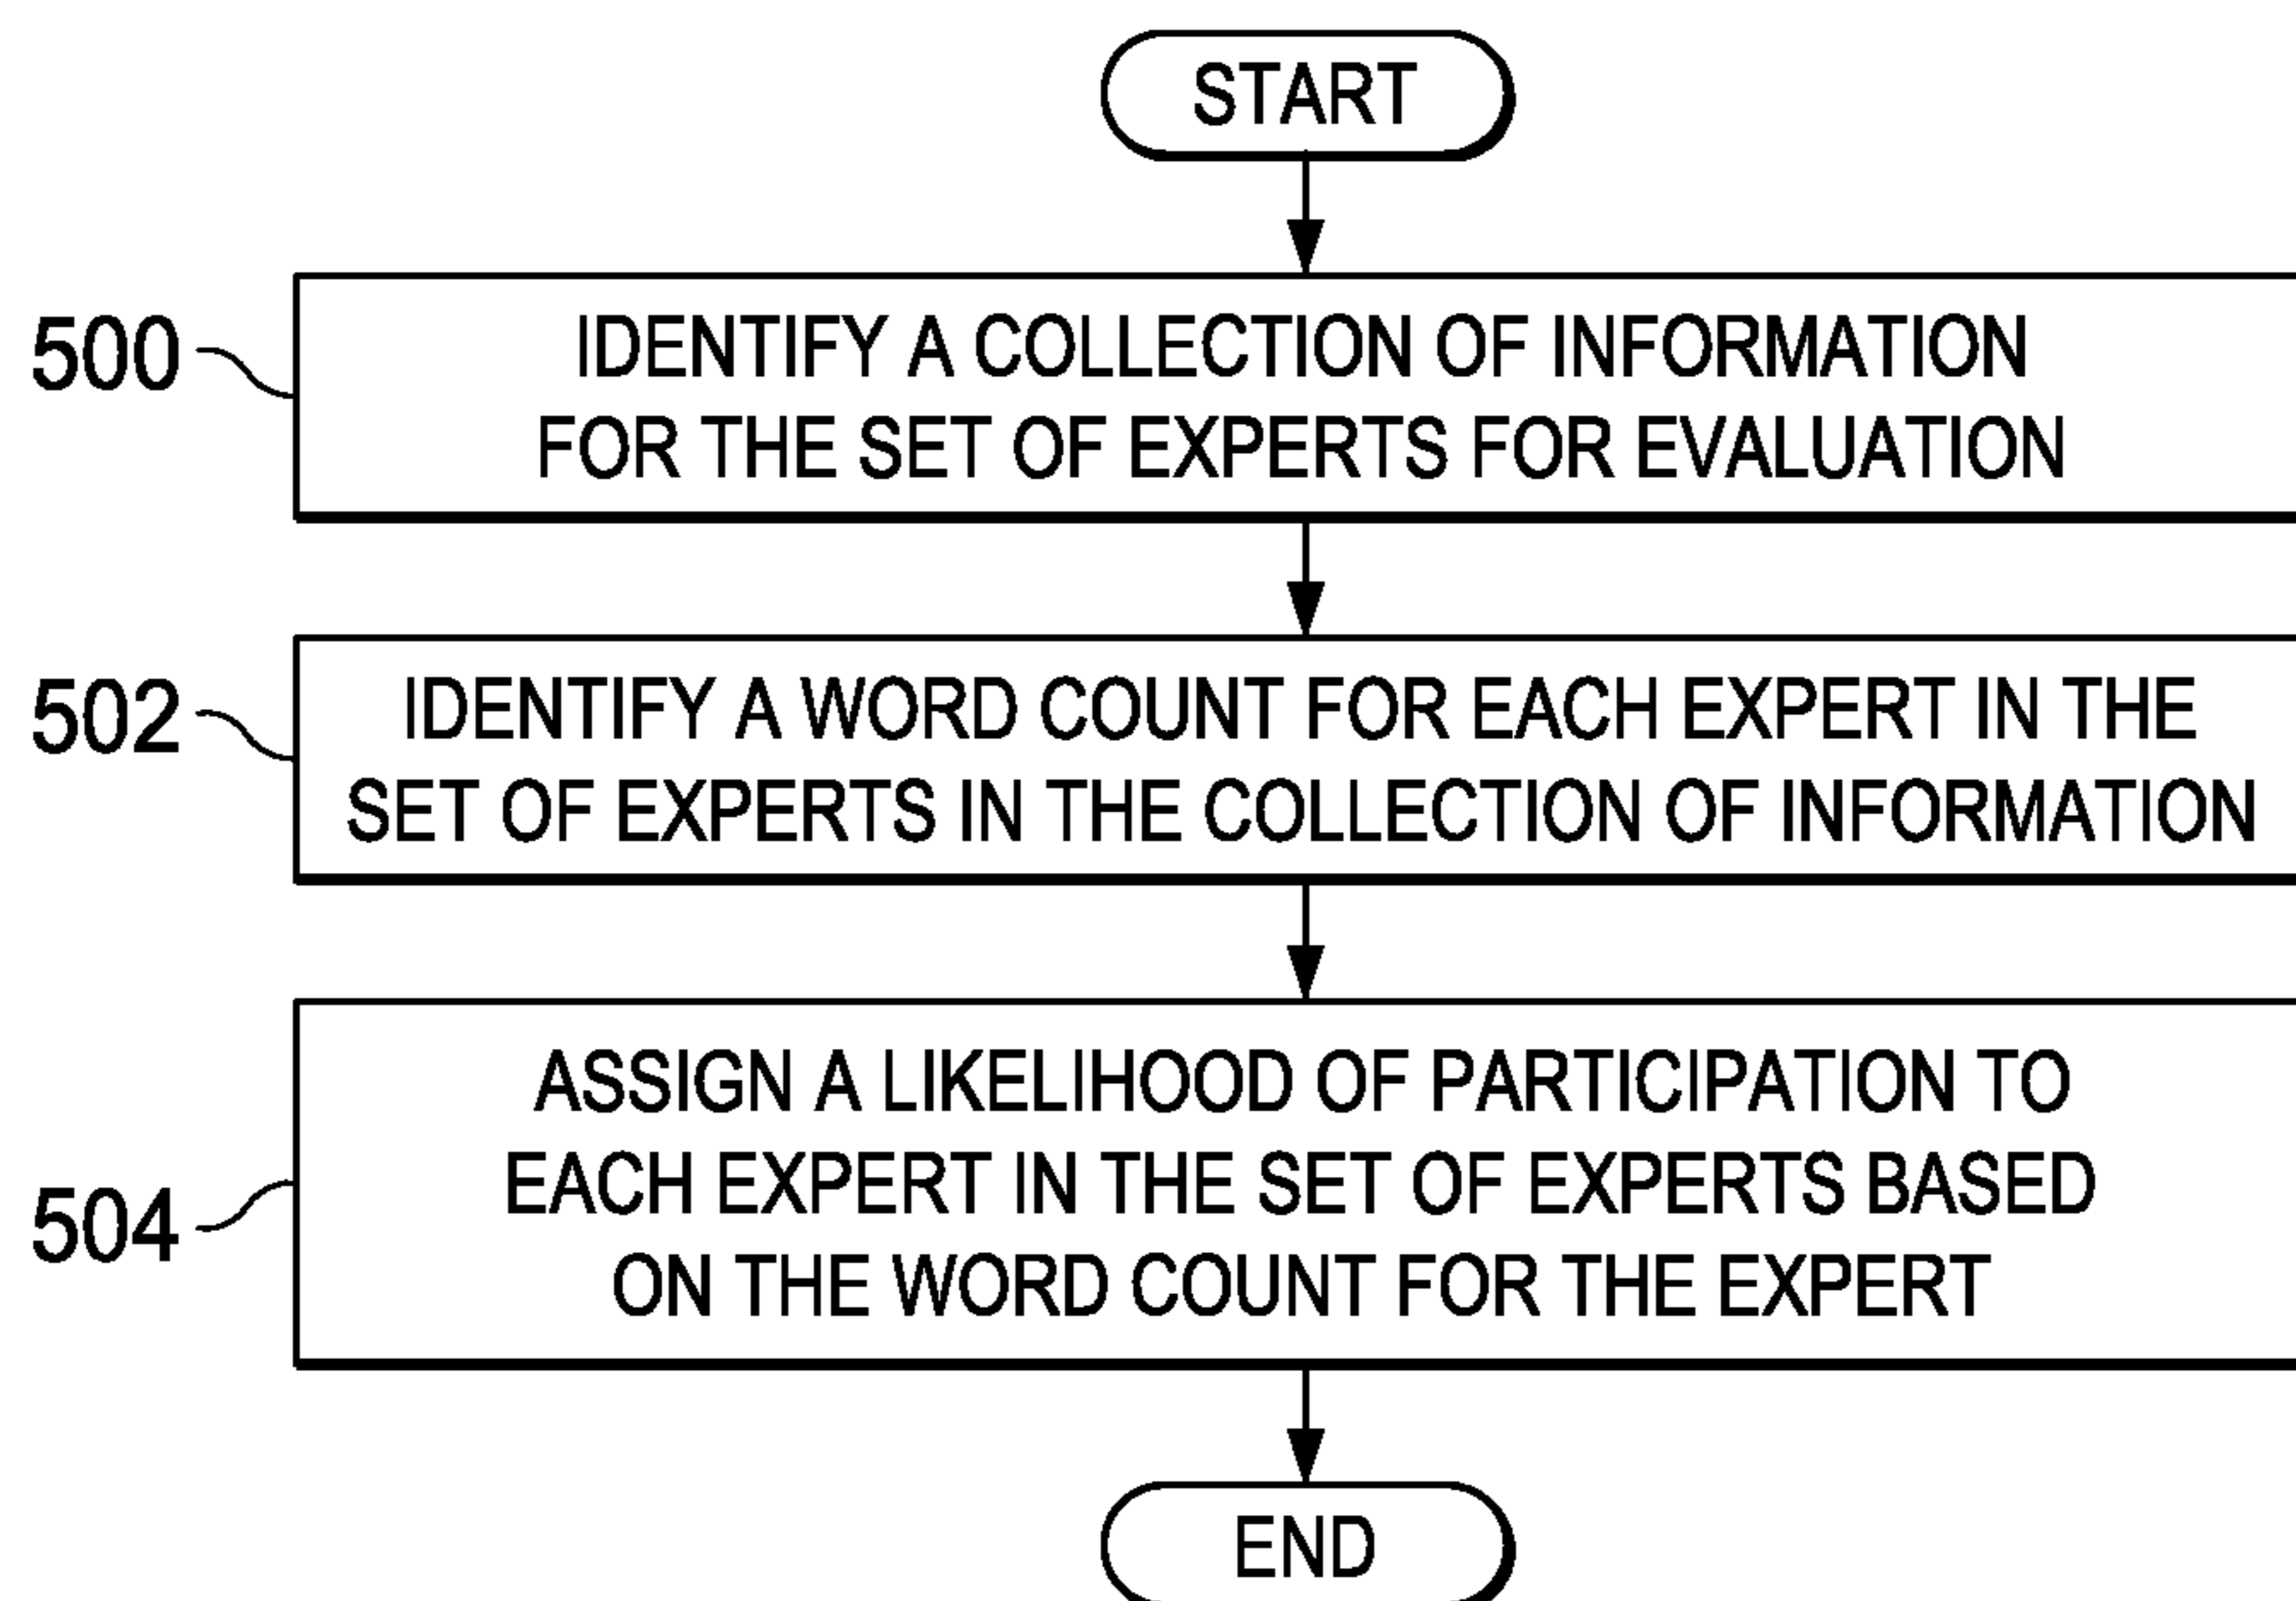 START
500
IDENTIFY A COLLECTION OF INFORMATION
FOR THE SET OF EXPERTS FOR EVALUATION
502
IDENTIFY A WORD COUNT FOR EACH EXPERT IN THE
SET OF EXPERTS IN THE COLLECTION OF INFORMATION
504
ASSIGN A LIKELIHOOD OF PARTICIPATION TO
EACH EXPERT IN THE SET OF EXPERTS BASED
ON THE WORD COUNT FOR THE EXPERT
END